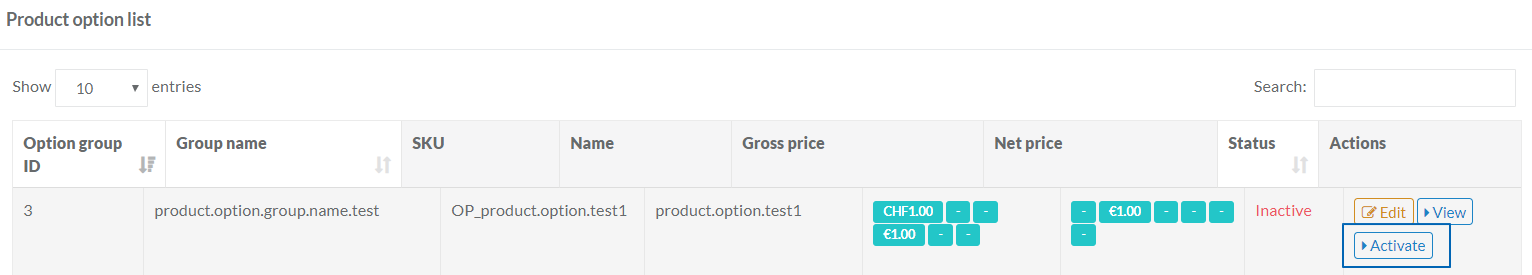 Product option list
Show 10 entries Search:
Option group ID Group name SKU Name Gross price Net price Status Actions
3 product.option.group.name.test OP_product.option.test1 product.option.test1 CHF1.00 - - - €1.00 - - - Inactive Edit View
€1.00 - - - Activate